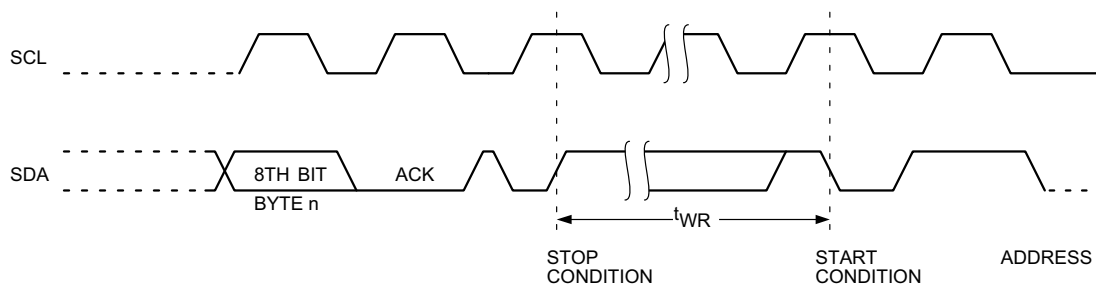 SCL
SDA
8TH BIT
ACK
BYTE n
tWR
STOP
CONDITION
START
CONDITION
ADDRESS